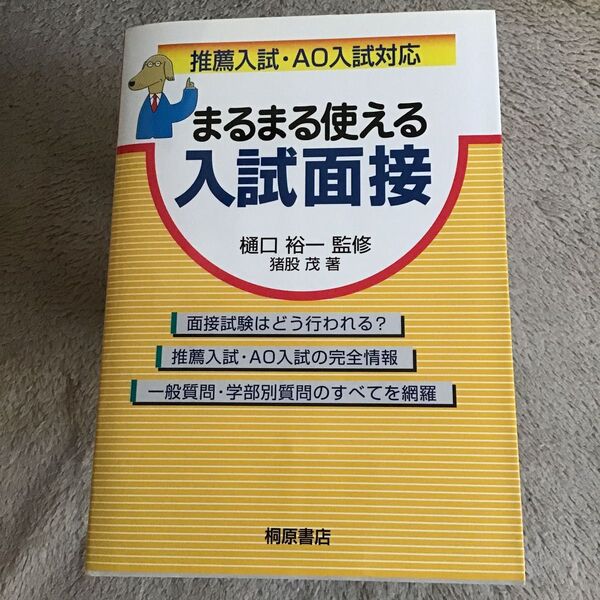 推薦入試・AO入試対応
まるまる使える
入試面接
樋口 裕一 監修
猪股 茂 著
面接試験はどう行われる？
推薦入試・AO入試の完全情報
一般質問・学部別質問のすべてを網羅
桐原書店